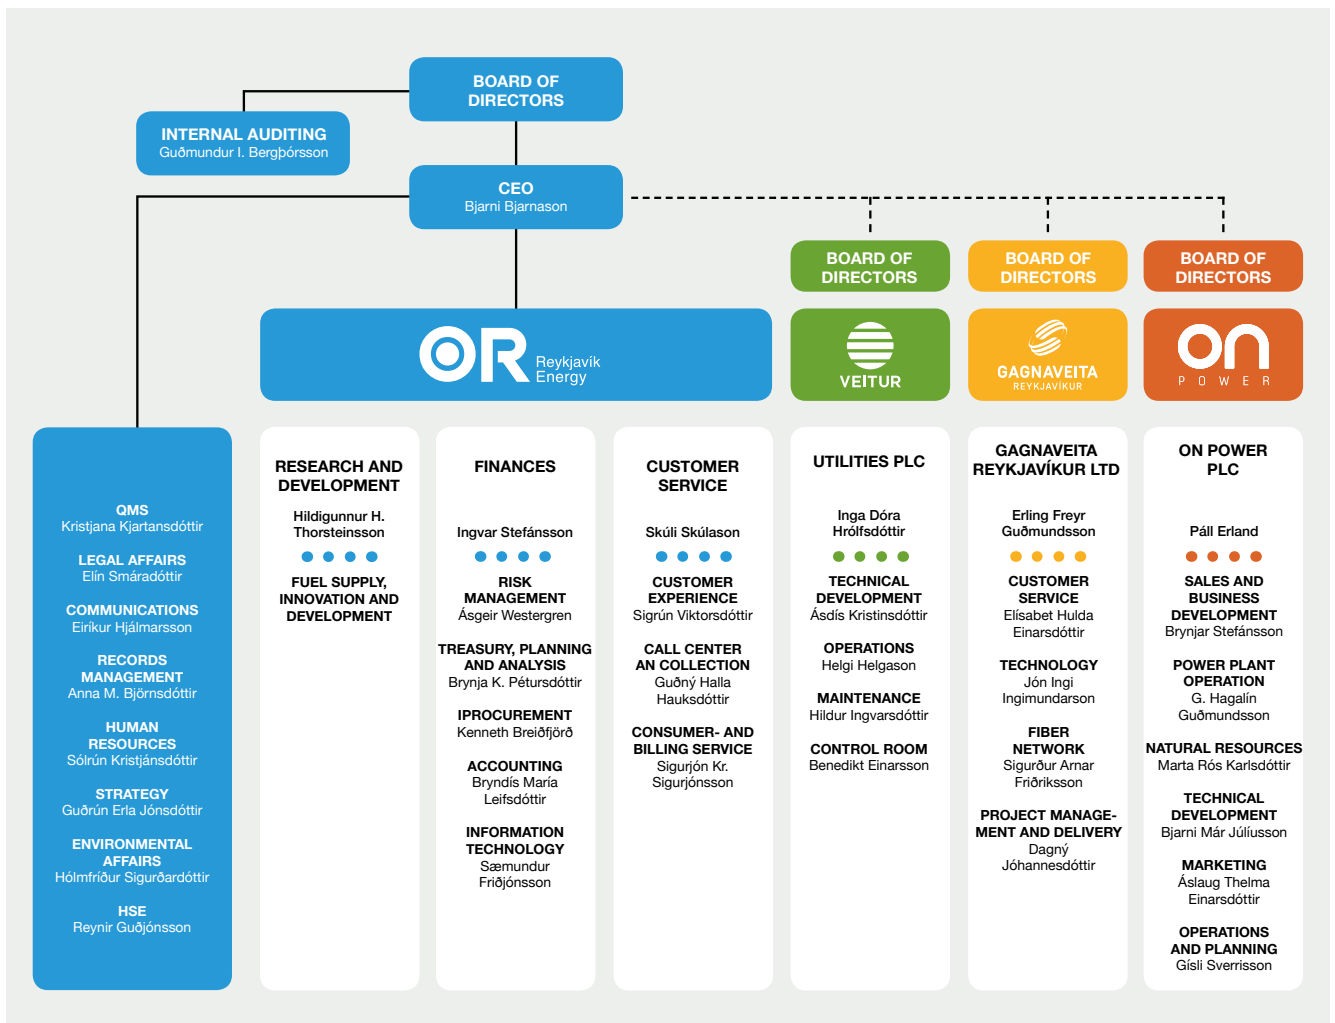 BOARD OF
DIRECTORS
INTERNAL AUDITING
Guðmundur I. Bergþórsson
CEO
Bjarni Bjarnason
BOARD OF
DIRECTORS
BOARD OF
DIRECTORS
BOARD OF
DIRECTORS
OR
Reykjavík
Energy
VEITUR
GAGNAVEITA
REYKJAVÍKUR
on
POWER
QMS
Kristjana Kjartansdóttir
LEGAL AFFAIRS
Elín Smáradóttir
COMMUNICATIONS
Eiríkur Hjálmarsson
RECORDS
MANAGEMENT
Anna M. Björnsdóttir
HUMAN
RESOURCES
Sólrún Kristjánsdóttir
STRATEGY
Guðrún Erla Jónsdóttir
ENVIRONMENTAL
AFFAIRS
Hólmfríður Sigurðardóttir
HSE
Reynir Guðjónsson
RESEARCH AND
DEVELOPMENT
Hildigunnur H.
Thorsteinsson
FUEL SUPPLY,
INNOVATION AND
DEVELOPMENT
FINANCES
Ingvar Stefánsson
RISK
MANAGEMENT
Ásgeir Westergren
TREASURY, PLANNING
AND ANALYSIS
Brynja K. Pétursdóttir
IPROCUREMENT
Kenneth Breiðfjörð
ACCOUNTING
Bryndís María
Leifsdóttir
INFORMATION
TECHNOLOGY
Sæmundur
Friðjónsson
CUSTOMER
SERVICE
Skúli Skúlason
CUSTOMER
EXPERIENCE
Sigrún Viktorsdóttir
CALL CENTER
AN COLLECTION
Guðný Halla
Hauksdóttir
CONSUMER- AND
BILLING SERVICE
Sigurjón Kr.
Sigurjónsson
UTILITIES PLC
Inga Dóra
Hrólfsdóttir
TECHNICAL
DEVELOPMENT
Ásdís Kristinsdóttir
OPERATIONS
Helgi Helgason
MAINTENANCE
Hildur Ingvarsdóttir
CONTROL ROOM
Benedikt Einarsson
GAGNAVEITA
REYKJAVÍKUR LTD
Erling Freyr
Guðmundsson
CUSTOMER
SERVICE
Elísabet Hulda
Einarsdóttir
TECHNOLOGY
Jón Ingi
Ingimundarson
FIBER
NETWORK
Sigurður Arnar
Friðriksson
PROJECT MANAGE-
MENT AND DELIVERY
Dagný
Jóhannesdóttir
ON POWER
PLC
Páll Erland
SALES AND
BUSINESS
DEVELOPMENT
Brynjar Stefánsson
POWER PLANT
OPERATION
G. Hagalín
Guðmundsson
NATURAL RESOURCES
Marta Rós Karlsdóttir
TECHNICAL
DEVELOPMENT
Bjarni Már Júlíusson
MARKETING
Áslaug Thelma
Einarsdóttir
OPERATIONS
AND PLANNING
Gísli Sverrisson